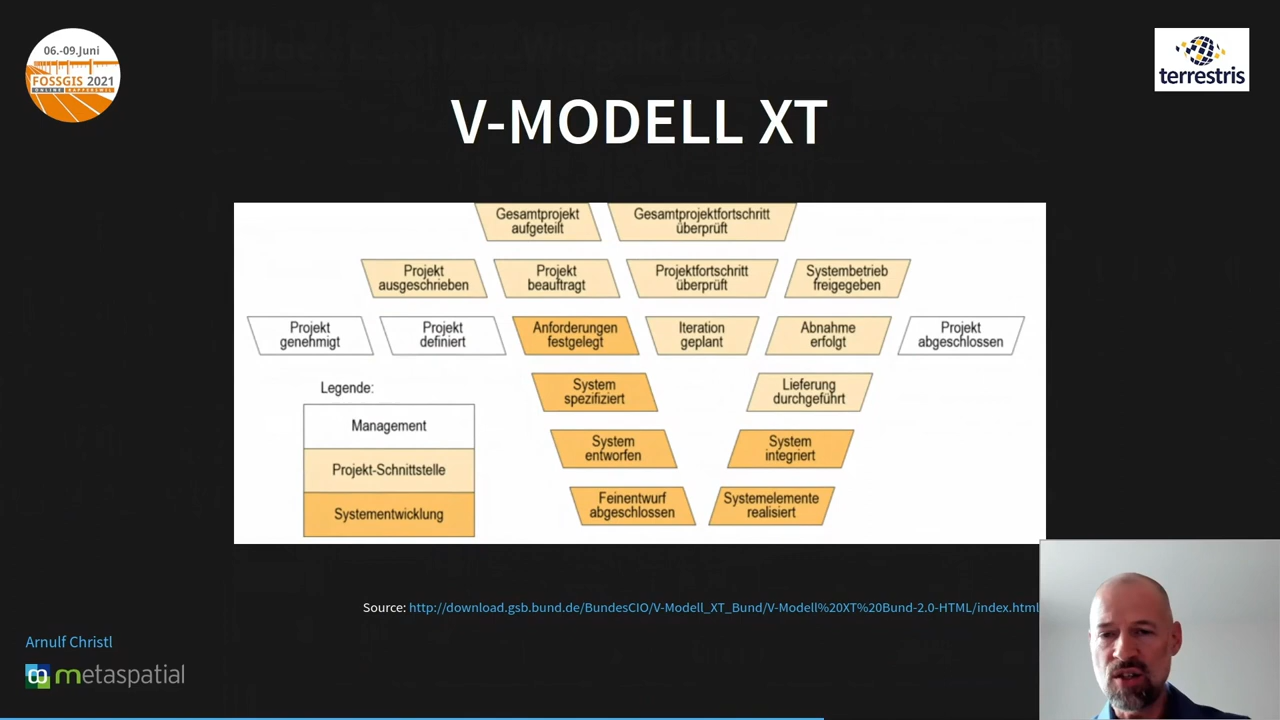 06.-09.Juni
FOSSGIS 2021
ONLINE RAPPERSWIL
terrestris
V-MODELL XT
Gesamtprojekt
aufgeteilt
Gesamtprojektfortschritt
überprüft
Projekt
ausgeschrieben
Projekt
beauftragt
Projektfortschritt
überprüft
Systembetrieb
freigegeben
Projekt
genehmigt
Projekt
definiert
Anforderungen
festgelegt
Iteration
geplant
Abnahme
erfolgt
Projekt
abgeschlossen
Legende:
Management
Projekt-Schnittstelle
Systementwicklung
System
spezifiziert
Lieferung
durchgeführt
System
entworfen
System
integriert
Feinentwurf
abgeschlossen
Systemelemente
realisiert
Source: http://download.gsb.bund.de/BundesCIO/V-Modell_XT_Bund/V-Modell%20XT%20Bund-2.0-HTML/index.html
Arnulf Christl
metaspatial